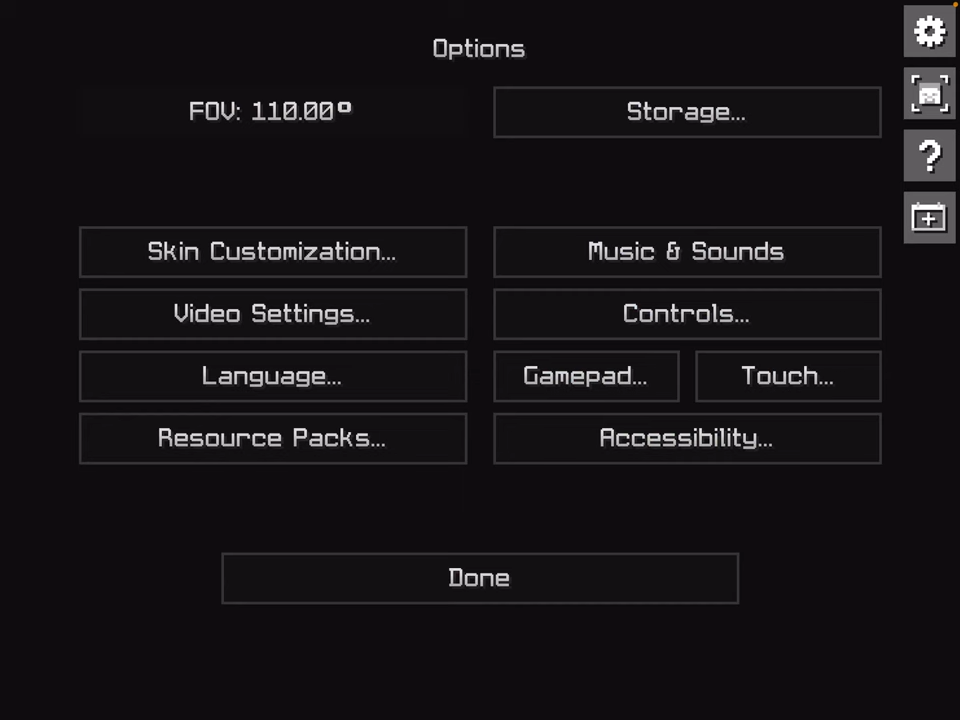 Options
FOV: 110.00°
Storage...
Skin Customization...
Music & Sounds
Video Settings...
Controls...
Language...
Gamepad...
Touch...
Resource Packs...
Accessibility...
Done